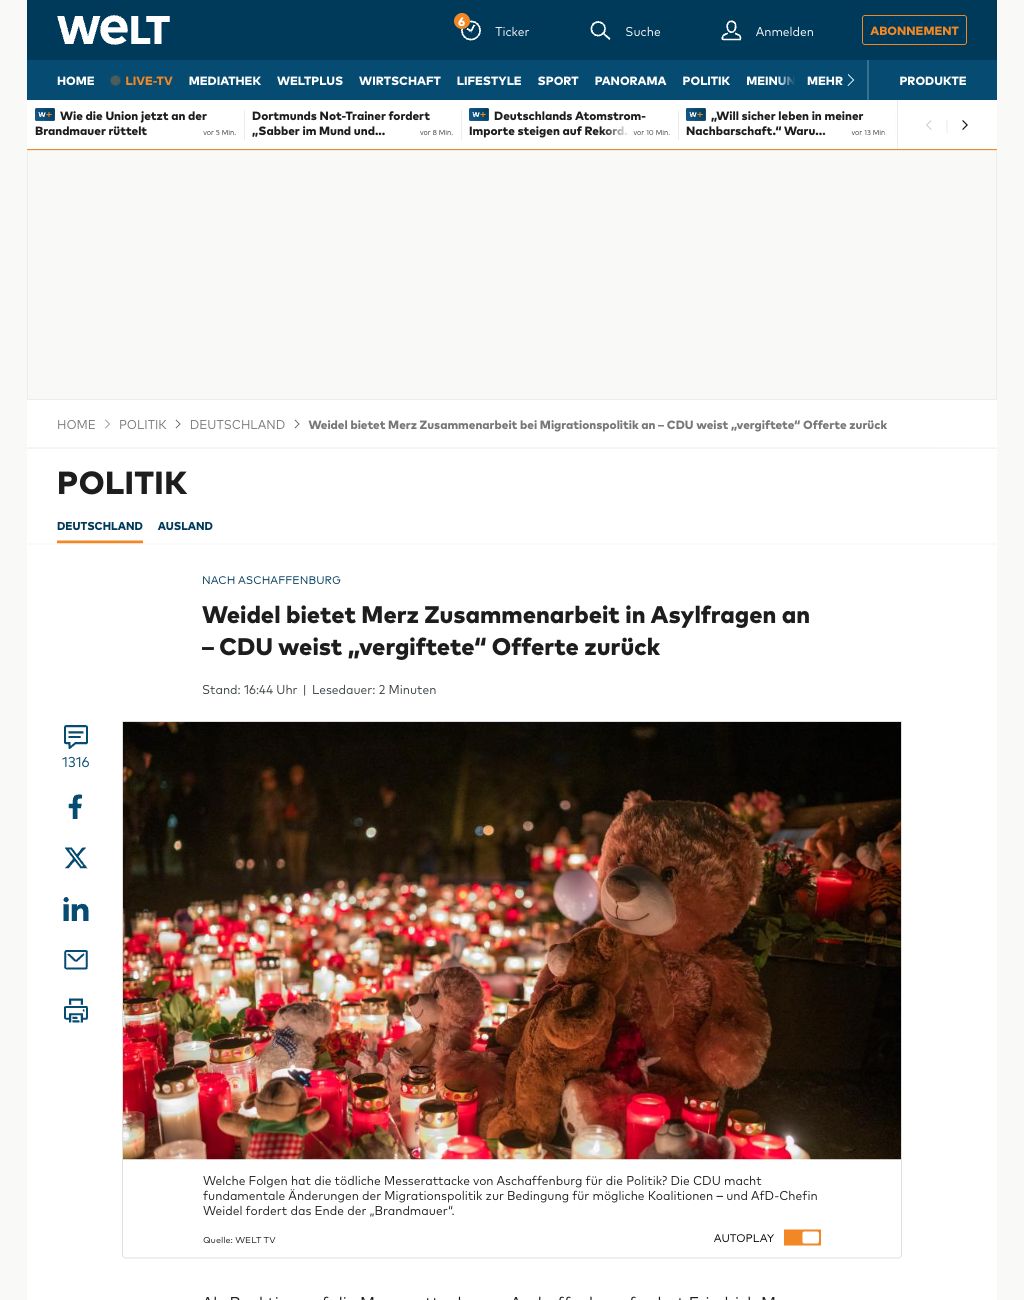 WELT
6
Ticker
Suche
Anmelden
ABONNEMENT
HOME
LIVE-TV
MEDIATHEK
WELTPLUS
WIRTSCHAFT
LIFESTYLE
SPORT
PANORAMA
POLITIK
MEINUN
MEHR
PRODUKTE
W+ Wie die Union jetzt an der
Brandmauer rüttelt
vor 5 Min.
Dortmunds Not-Trainer fordert
„Sabber im Mund und...
vor 8 Min.
W+ Deutschlands Atomstrom-
Importe steigen auf Rekord
vor 10 Min.
W+ „Will sicher leben in meiner
Nachbarschaft.“ Waru...
vor 13 Min
HOME > POLITIK > DEUTSCHLAND > Weidel bietet Merz Zusammenarbeit bei Migrationspolitik an – CDU weist „vergiftete“ Offerte zurück
POLITIK
DEUTSCHLAND
AUSLAND
NACH ASCHAFFENBURG
Weidel bietet Merz Zusammenarbeit in Asylfragen an
– CDU weist „vergiftete“ Offerte zurück
Stand: 16:44 Uhr | Lesedauer: 2 Minuten
1316
Welche Folgen hat die tödliche Messerattacke von Aschaffenburg für die Politik? Die CDU macht
fundamentale Änderungen der Migrationspolitik zur Bedingung für mögliche Koalitionen – und AfD-Chefin
Weidel fordert das Ende der „Brandmauer“.
Quelle: WELT TV
AUTOPLAY